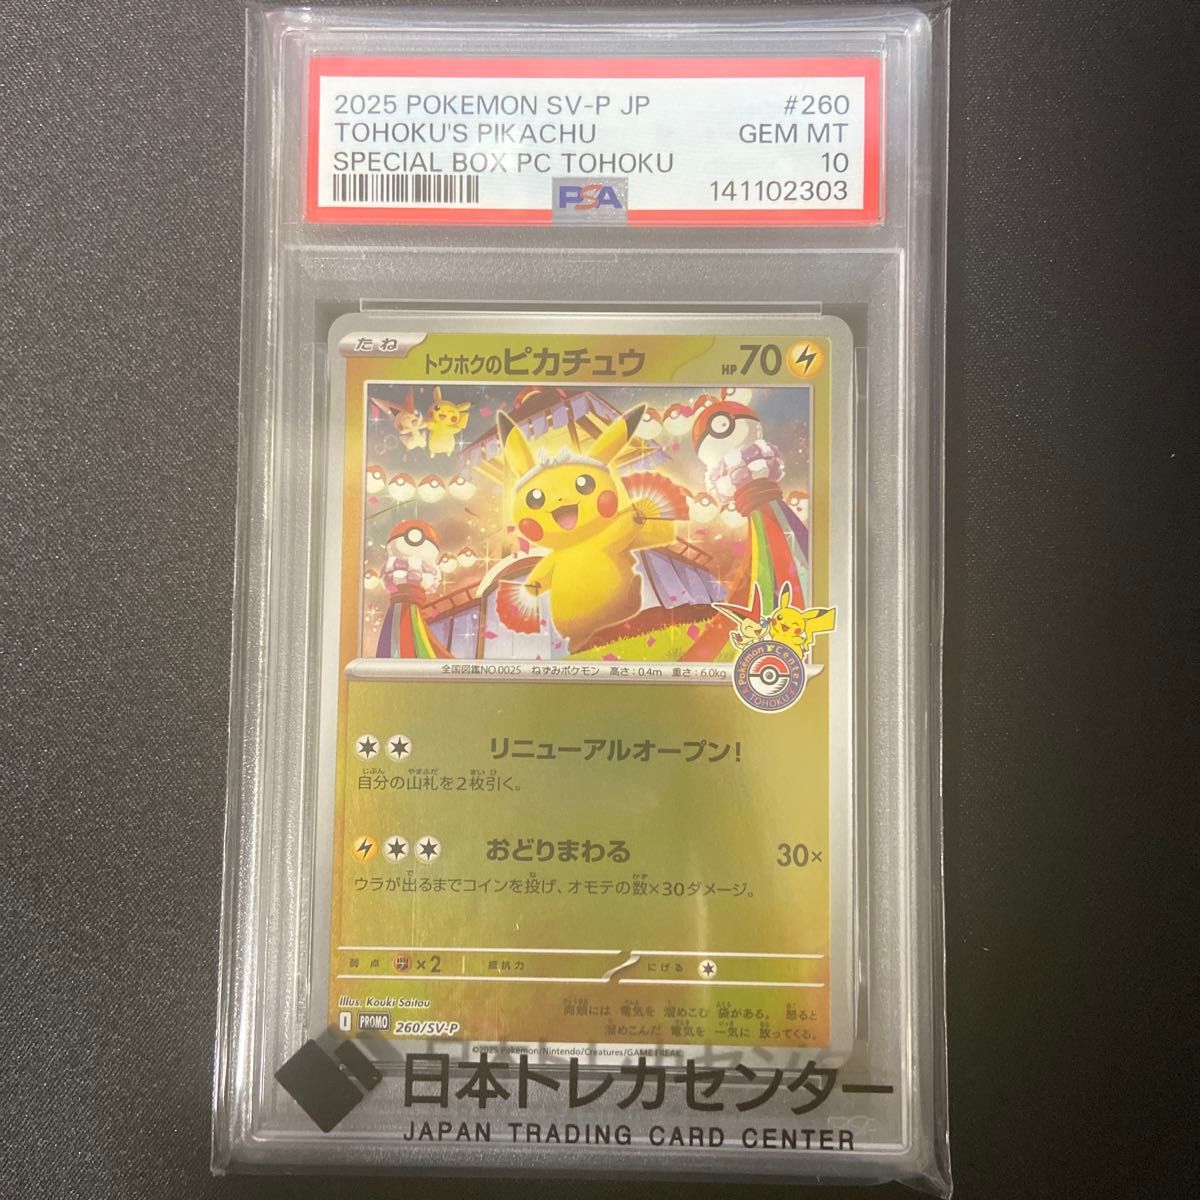 2025 POKEMON SV-P JP #260
TOHOKU'S PIKACHU GEM MT
SPECIAL BOX PC TOHOKU 10
PSA 141102303
たね トウホクのピカチュウ HP70
Pokémon Center
TOHOKU
全国図鑑NO.0025 ねずみポケモン 高さ:0.4m 重さ:6.0kg
リニューアルオープン!
自分の山札を2枚引く。
おどりまわる 30×
ウラが出るまでコインを投げ、オモテの数×30ダメージ。
弱点 ×2 抵抗力 にげる
Illus. Kouki Saitou
両頬には 電気を 溜めこむ 袋がある。 怒ると
I PROMO 260/SV-P
溜めこんだ 電気を 一気に 放ってくる。
©2025 Pokémon/Nintendo/Creatures/GAME FREAK.
日本トレカセンター
JAPAN TRADING CARD CENTER